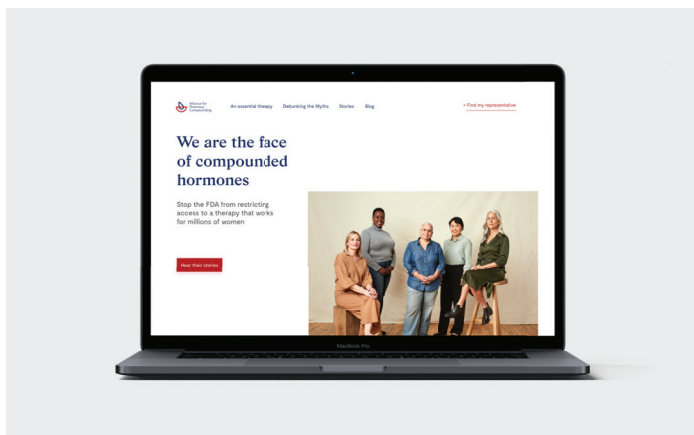 Alliance for
Pharmacy
Compounding
An essential theapy
Debunking the Myths
Stories
Blog
+ Find my representative
We are the face
of compounded
hormones
Stop the FDA from restricting
access to a therapy that works
for millions of women
Hear their stories
MacBook Pro